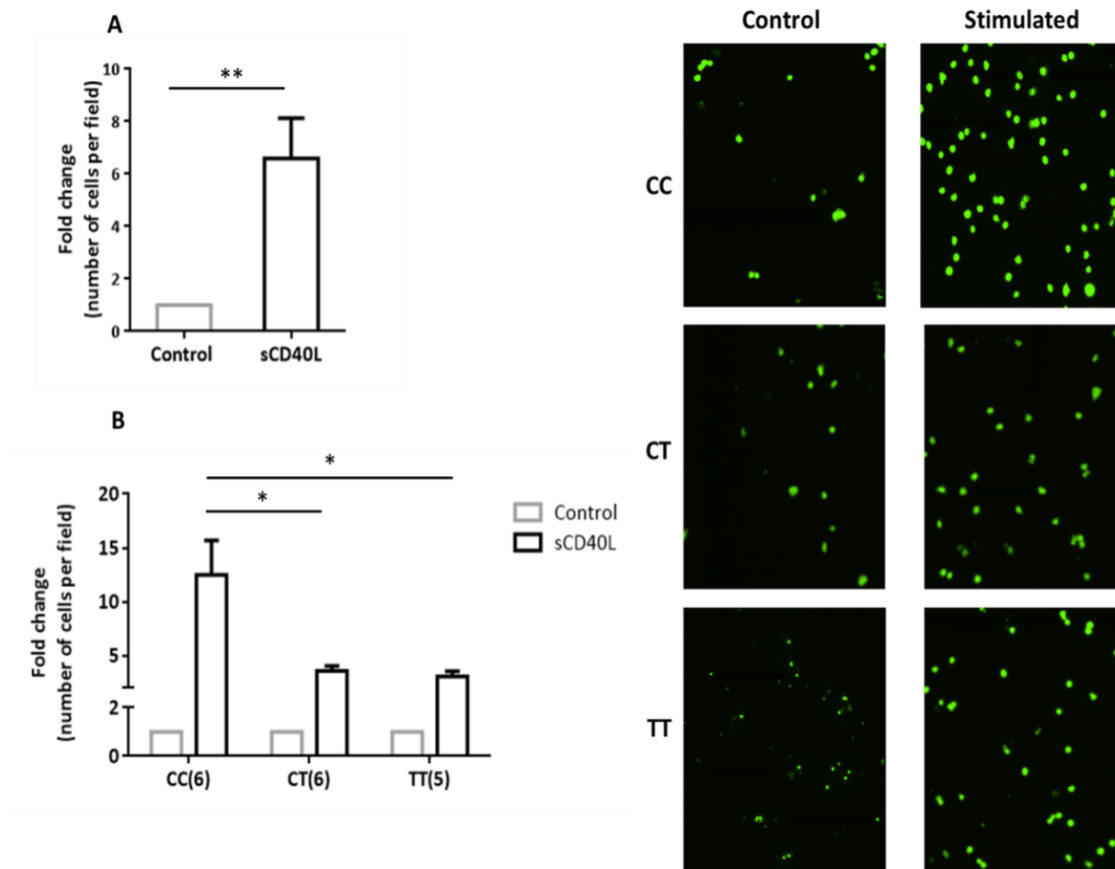 A
Fold change
(number of cells per field)
10
8
6
4
2
0
**
Control
sCD40L
B
Fold change
(number of cells per field)
20
15
10
5
2
0
*
*
CC(6)
CT(6)
TT(5)
Control
sCD40L
Control
Stimulated
CC
CT
TT